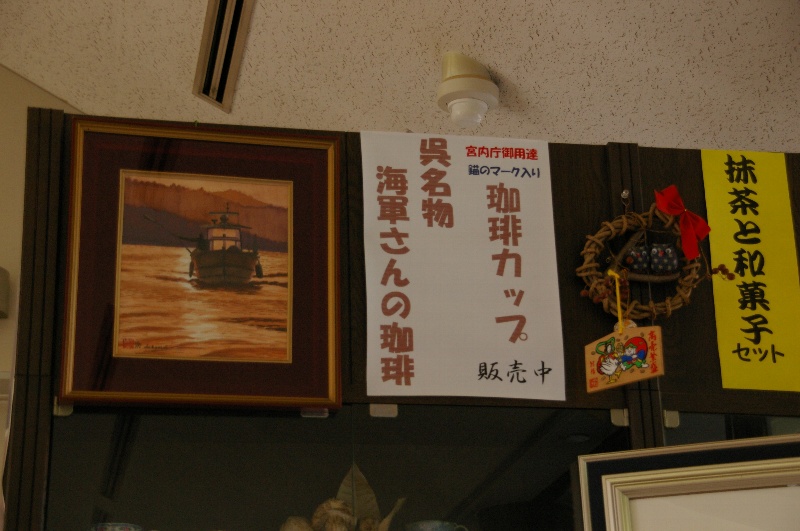 宮内庁御用達
錨のマーク入り
珈琲カップ
販売中
呉名物
海軍さんの珈琲
抹茶と和菓子
セット